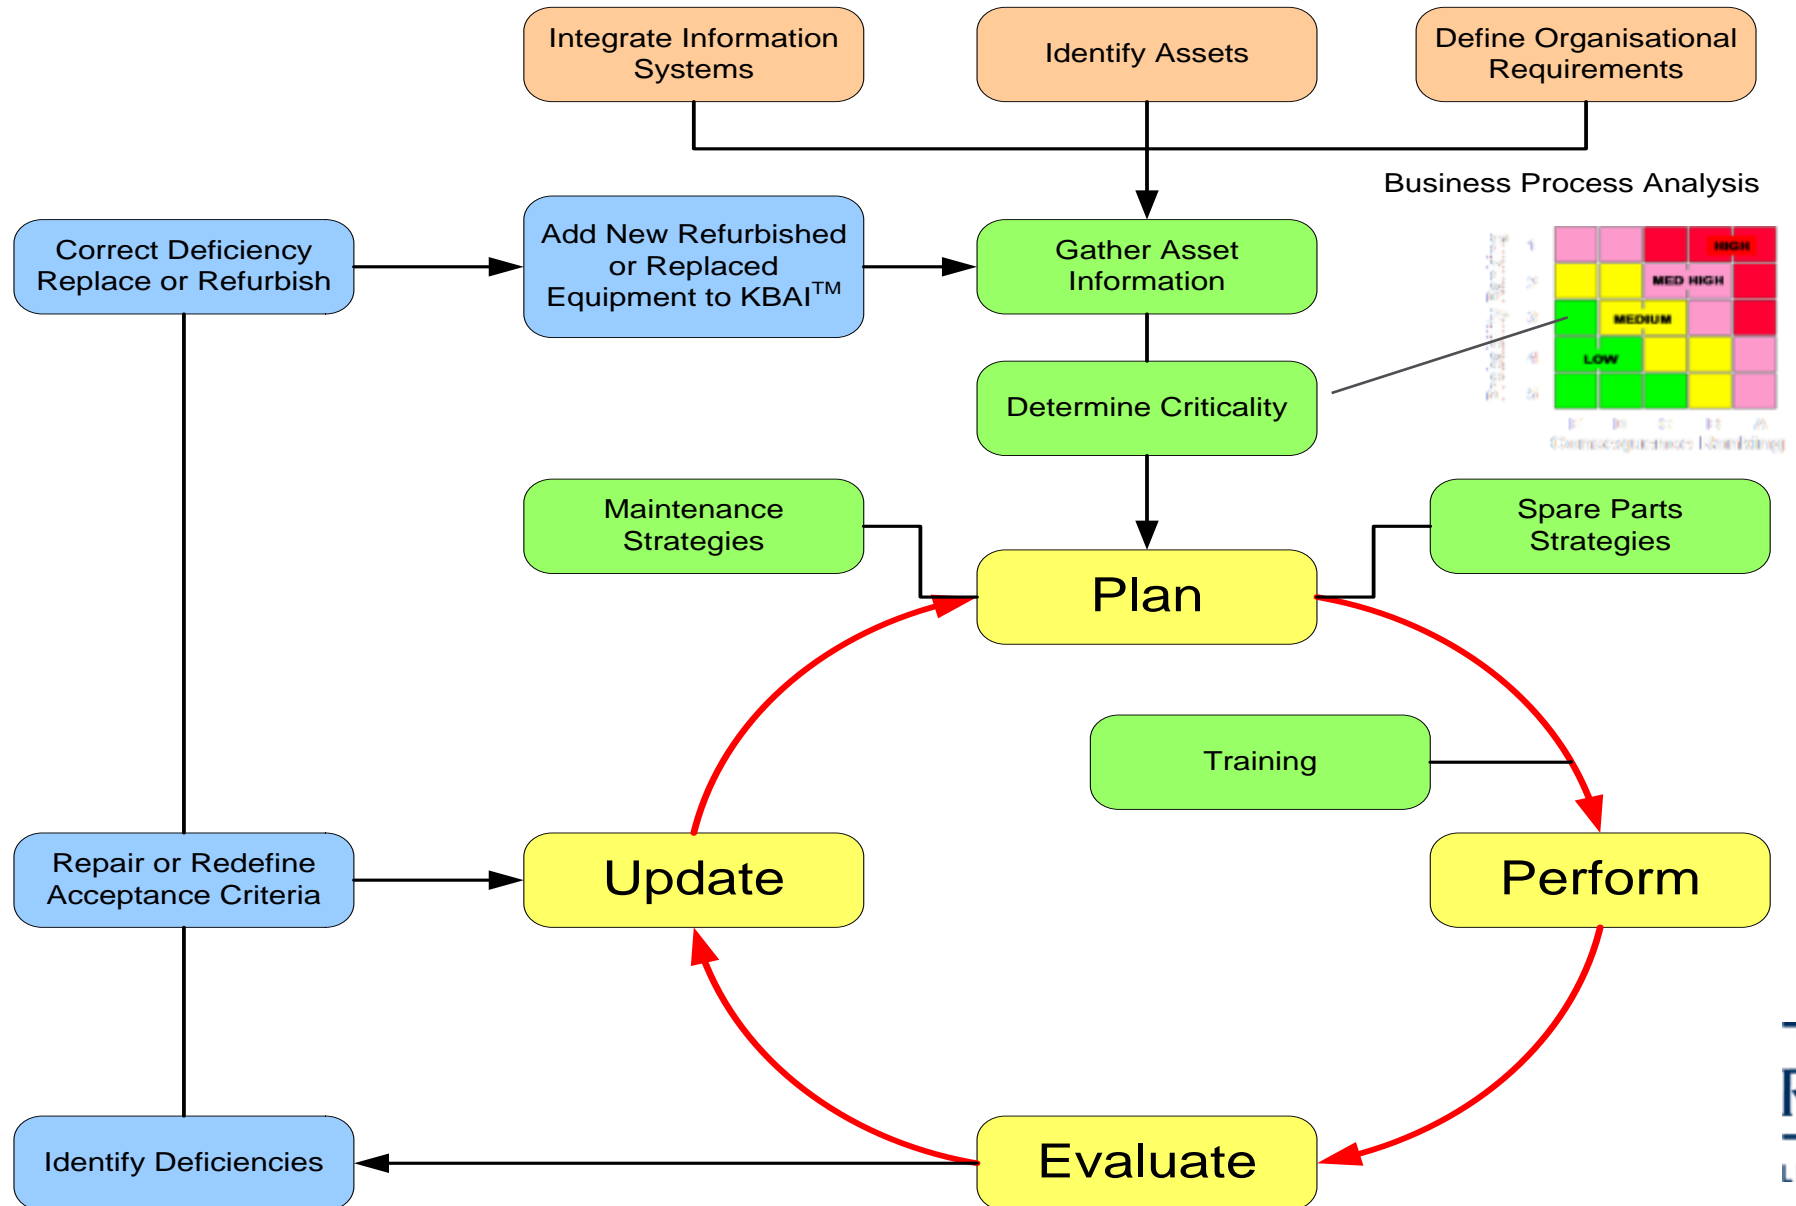 Integrate Information
Systems
Identify Assets
Define Organisational
Requirements
Business Process Analysis
Correct Deficiency
Replace or Refurbish
Add New Refurbished
or Replaced
Equipment to KBAI™
Gather Asset
Information
HIGH
MED HIGH
MEDIUM
LOW
Determine Criticality
Consequence Ranking
Maintenance
Strategies
Spare Parts
Strategies
Plan
Training
Repair or Redefine
Acceptance Criteria
Update
Perform
Identify Deficiencies
Evaluate